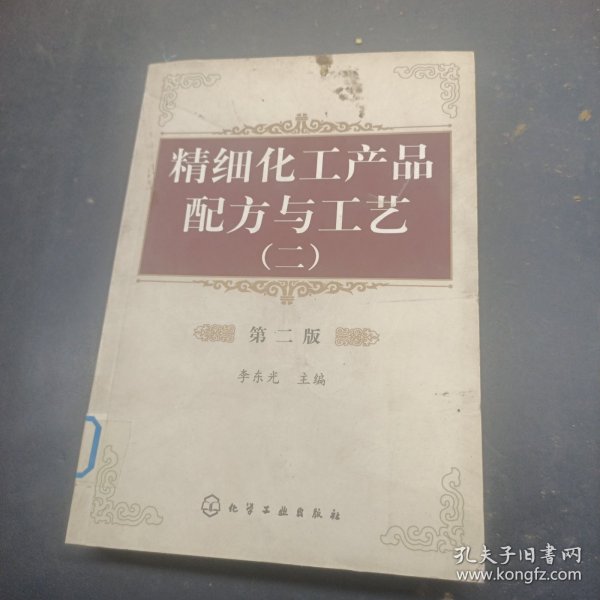 精细化工产品
配方与工艺
（二）
第二版
李东光 主编
化学工业出版社
孔夫子旧书网
www.kongfz.com